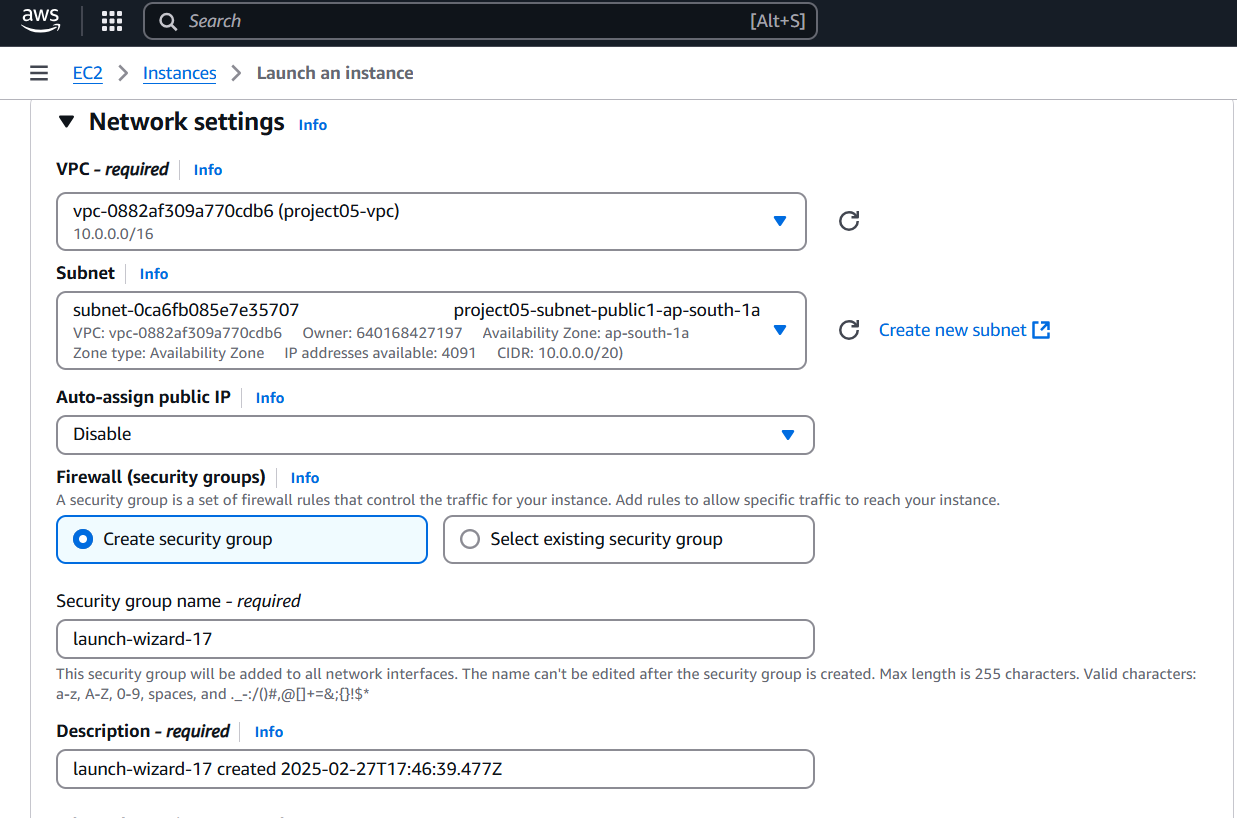 aws
Search [Alt+S]
EC2 Instances Launch an instance
Network settings Info
VPC - required Info
vpc-0882af309a770cdb6 (project05-vpc)
10.0.0.0/16
Subnet Info
subnet-0ca6fb085e7e35707 project05-subnet-public1-ap-south-1a
VPC: vpc-0882af309a770cdb6 Owner: 640168427197 Availability Zone: ap-south-1a
Zone type: Availability Zone IP addresses available: 4091 CIDR: 10.0.0.0/20)
Create new subnet
Auto-assign public IP Info
Disable
Firewall (security groups) Info
A security group is a set of firewall rules that control the traffic for your instance. Add rules to allow specific traffic to reach your instance.
Create security group
Select existing security group
Security group name - required
launch-wizard-17
This security group will be added to all network interfaces. The name can't be edited after the security group is created. Max length is 255 characters. Valid characters:
a-z, A-Z, 0-9, spaces, and ._-:/()#,@[]+=&;{}!$*
Description - required Info
launch-wizard-17 created 2025-02-27T17:46:39.477Z